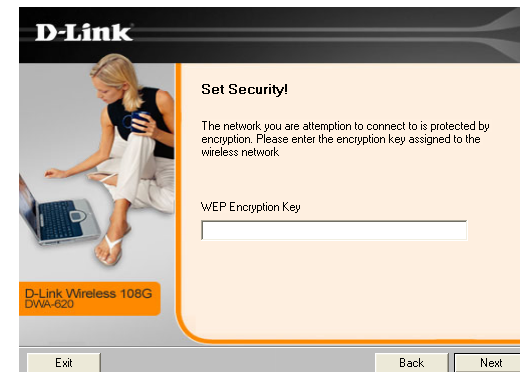 D-Link
Set Security!
The network you are attemption to connect to is protected by
encryption. Please enter the encryption key assigned to the
wireless network
WEP Encryption Key
D-Link Wireless 108G
DWA-620
Exit
Back
Next